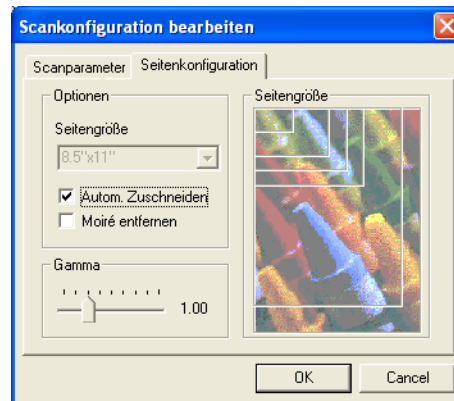 Scankonfiguration bearbeiten
Scanparameter Seitenkonfiguration
Optionen
Seitengröße
8.5"x11"
Autom. Zuschneiden
Moiré entfernen
Gamma
1.00
Seitengröße
OK Cancel